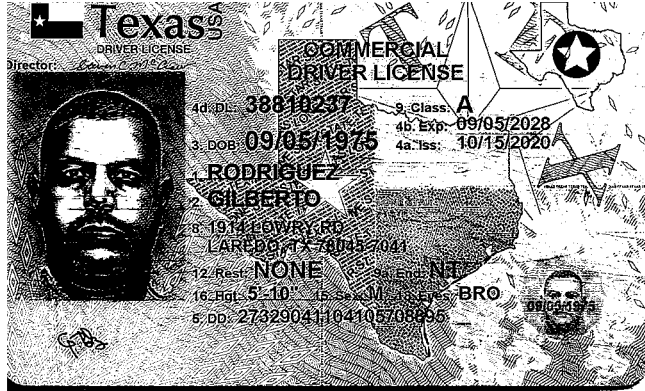 Texas USA
DRIVER LICENSE
Director:
COMMERCIAL
DRIVER LICENSE
4d. DL: 38810237 9. Class: A
4b. Exp: 09/05/2028
3. DOB: 09/05/1975 4a. Iss: 10/15/2020
1. RODRIGUEZ
2. GILBERTO
8. 1914 LOWRY RD
LAREDO, TX 78045-7041
12. Rest: NONE 9a. End: NT
16. Hgt: 5'-10" 15. Sex: M 18. Eyes: BRO
09/05/1975
5. DD: 27329041104105708695